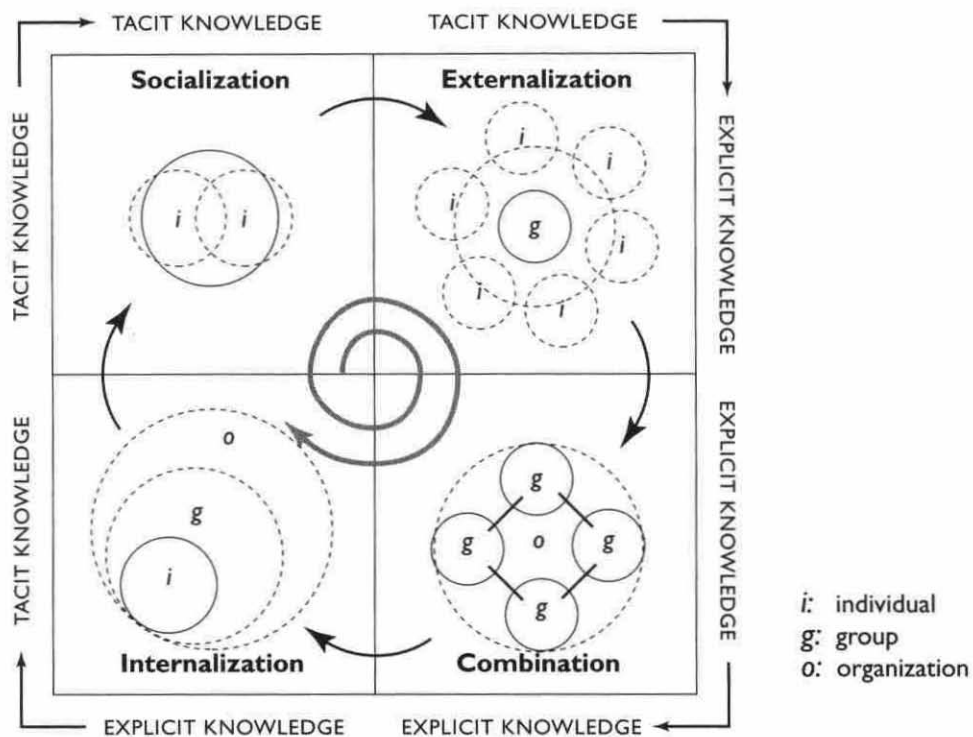 TACIT KNOWLEDGE
TACIT KNOWLEDGE
TACIT KNOWLEDGE
EXPLICIT KNOWLEDGE
Socialization
i
i
Externalization
i
i
i
g
i
i
i
TACIT KNOWLEDGE
EXPLICIT KNOWLEDGE
o
g
i
Internalization
g
g
o
g
g
Combination
EXPLICIT KNOWLEDGE
EXPLICIT KNOWLEDGE
i: individual
g: group
o: organization